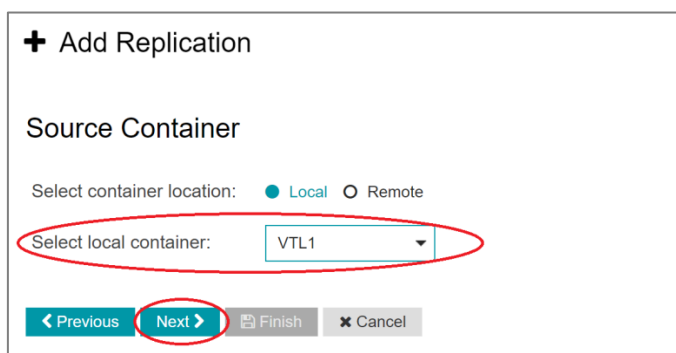 Add Replication
Source Container
Select container location: Local Remote
Select local container: VTL1
Previous Next Finish Cancel